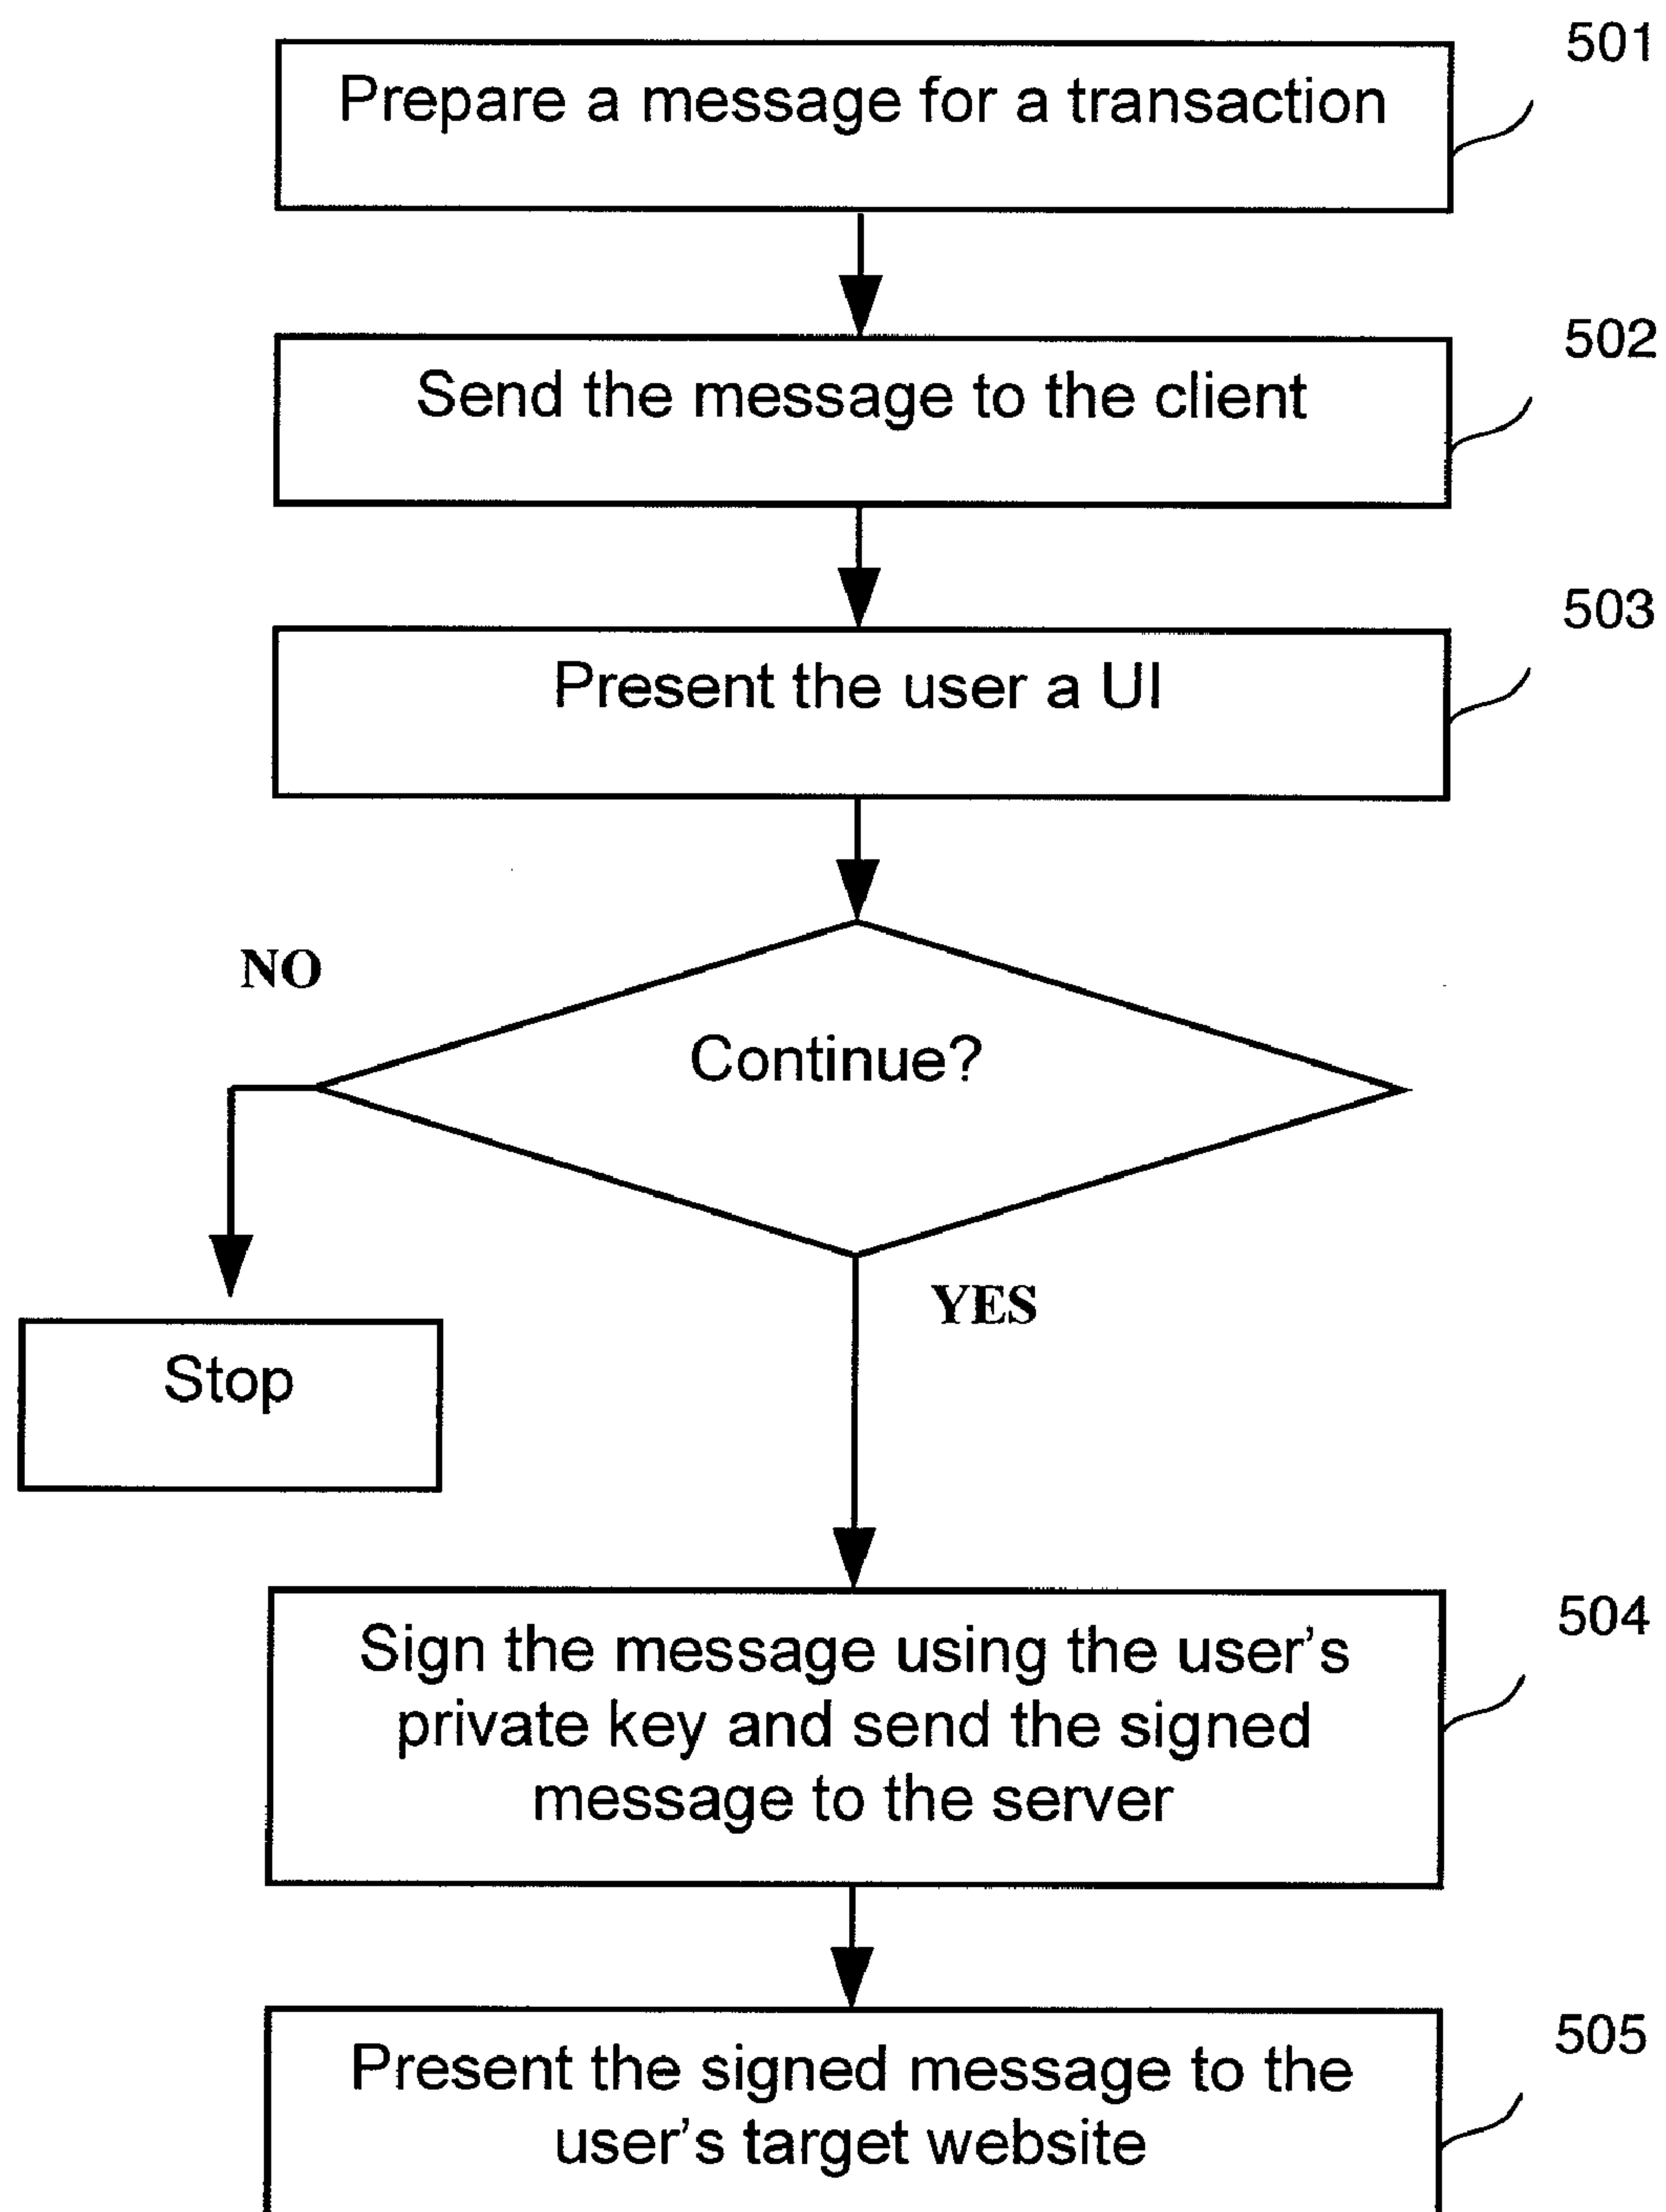 501
Prepare a message for a transaction
502
Send the message to the client
503
Present the user a UI
NO
Continue?
YES
Stop
504
Sign the message using the user's
private key and send the signed
message to the server
505
Present the signed message to the
user's target website